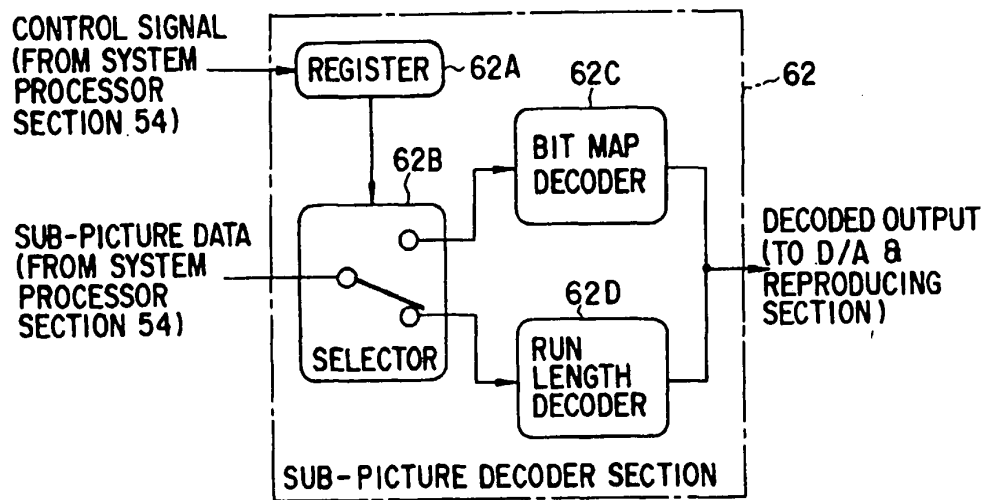 CONTROL SIGNAL
(FROM SYSTEM
PROCESSOR
SECTION 54)
REGISTER
62A
62C
62
BIT MAP
DECODER
62B
SUB-PICTURE DATA
(FROM SYSTEM
PROCESSOR
SECTION 54)
SELECTOR
62D
RUN
LENGTH
DECODER
DECODED OUTPUT
(TO D/A &
REPRODUCING
SECTION)
SUB-PICTURE DECODER SECTION